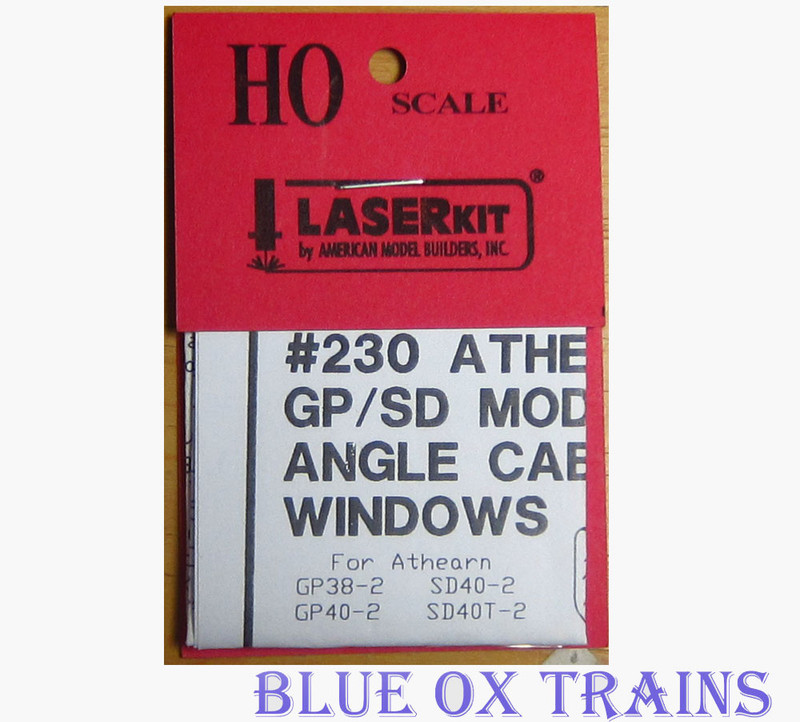 HO SCALE
LASERKIT®
by AMERICAN MODEL BUILDERS, INC.
#230 ATHE
GP/SD MOD
ANGLE CAB
WINDOWS
For Athearn
GP38-2 SD40-2
GP40-2 SD40T-2
BLUE OX TRAINS